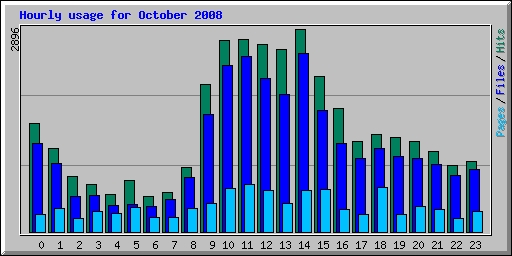 Hourly usage for October 2008
2896
Pages/Files/Hits
0 1 2 3 4 5 6 7 8 9 10 11 12 13 14 15 16 17 18 19 20 21 22 23